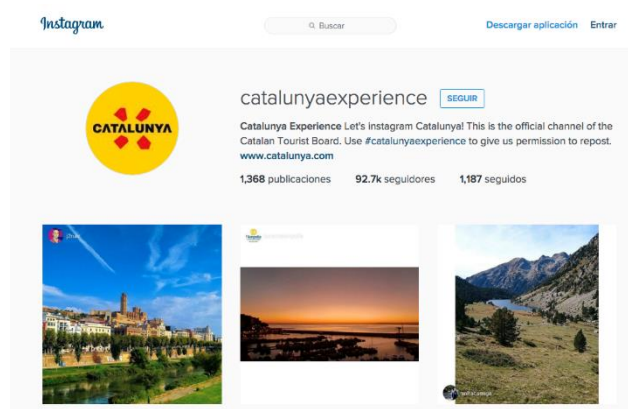 Instagram
Buscar
Descargar aplicación Entrar
CATALUNYA
catalunyaexperience SEGUIR
Catalunya Experience Let's instagram Catalunya! This is the official channel of the
Catalan Tourist Board. Use #catalunyaexperience to give us permission to repost.
www.catalunya.com
1,368 publicaciones 92.7k seguidores 1,187 seguidos